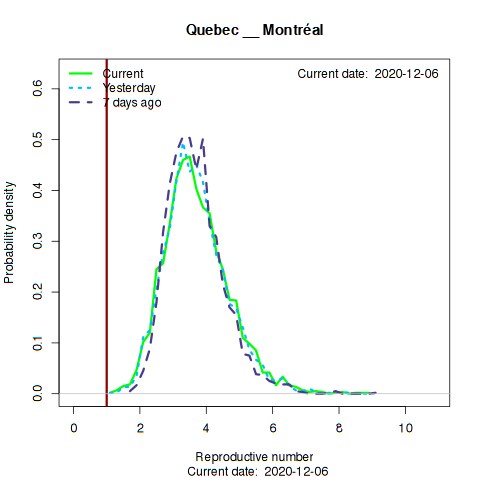 Quebec __ Montréal
Current
Yesterday
7 days ago
Current date: 2020-12-06
Probability density
0.0
0.1
0.2
0.3
0.4
0.5
0.6
0 2 4 6 8 10
Reproductive number
Current date: 2020-12-06